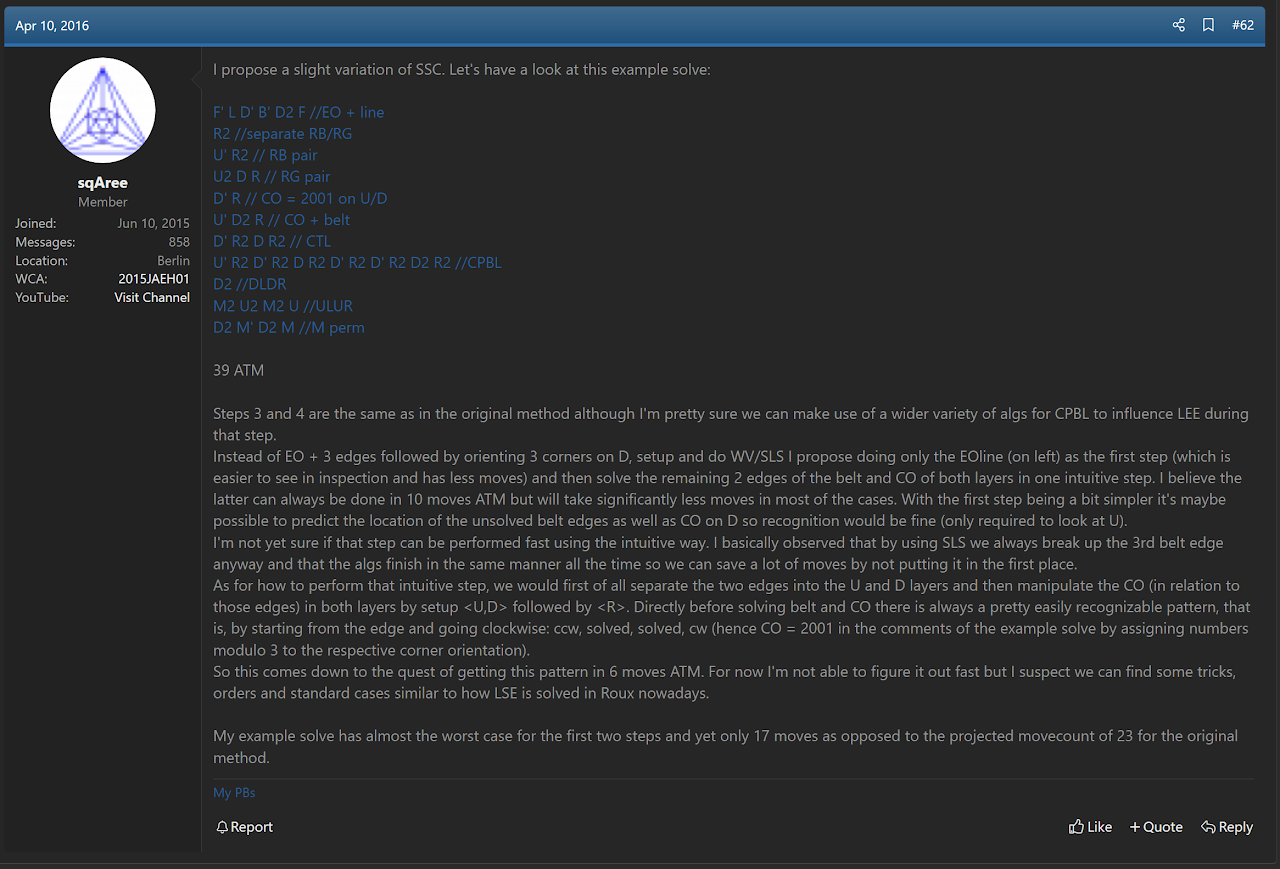 Apr 10, 2016
#62
sqAree
Member
Joined: Jun 10, 2015
Messages: 858
Location: Berlin
WCA: 2015JAEH01
YouTube: Visit Channel
I propose a slight variation of SSC. Let's have a look at this example solve:
F' L D' B' D2 F //EO + line
R2 //separate RB/RG
U' R2 // RB pair
U2 D R // RG pair
D' R // CO = 2001 on U/D
U' D2 R // CO + belt
D' R2 D R2 // CTL
U' R2 D' R2 D R2 D' R2 D' R2 D2 R2 //CPBL
D2 //DLDR
M2 U2 M2 U //ULUR
D2 M' D2 M //M perm
39 ATM
Steps 3 and 4 are the same as in the original method although I'm pretty sure we can make use of a wider variety of algs for CPBL to influence LEE during
that step.
Instead of EO + 3 edges followed by orienting 3 corners on D, setup and do WV/SLS I propose doing only the EOline (on left) as the first step (which is
easier to see in inspection and has less moves) and then solve the remaining 2 edges of the belt and CO of both layers in one intuitive step. I believe the
latter can always be done in 10 moves ATM but will take significantly less moves in most of the cases. With the first step being a bit simpler it's maybe
possible to predict the location of the unsolved belt edges as well as CO on D so recognition would be fine (only required to look at U).
I'm not yet sure if that step can be performed fast using the intuitive way. I basically observed that by using SLS we always break up the 3rd belt edge
anyway and that the algs finish in the same manner all the time so we can save a lot of moves by not putting it in the first place.
As for how to perform that intuitive step, we would first of all separate the two edges into the U and D layers and then manipulate the CO (in relation to
those edges) in both layers by setup <U,D> followed by <R>. Directly before solving belt and CO there is always a pretty easily recognizable pattern, that
is, by starting from the edge and going clockwise: ccw, solved, solved, cw (hence CO = 2001 in the comments of the example solve by assigning numbers
modulo 3 to the respective corner orientation).
So this comes down to the quest of getting this pattern in 6 moves ATM. For now I'm not able to figure it out fast but I suspect we can find some tricks,
orders and standard cases similar to how LSE is solved in Roux nowadays.
My example solve has almost the worst case for the first two steps and yet only 17 moves as opposed to the projected movecount of 23 for the original
method.
My PBs
Report
Like
+ Quote
Reply